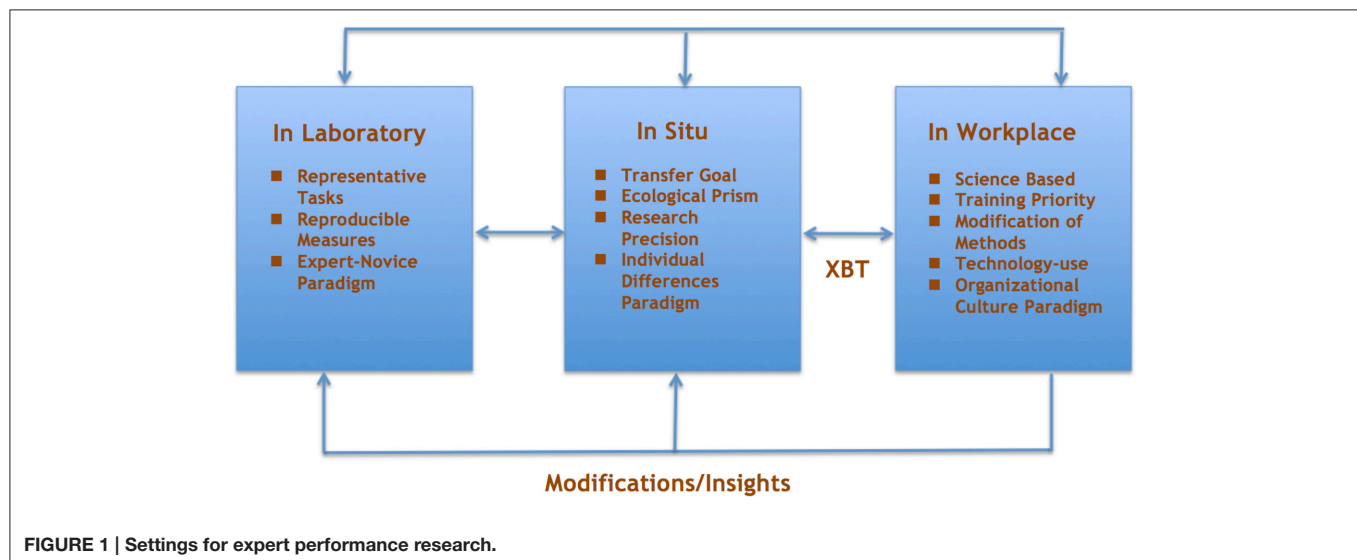 In Laboratory
■ Representative
Tasks
■ Reproducible
Measures
■ Expert-Novice
Paradigm
In Situ
■ Transfer Goal
■ Ecological Prism
■ Research
Precision
■ Individual
Differences
Paradigm
XBT
In Workplace
■ Science Based
■ Training Priority
■ Modification of
Methods
■ Technology-use
■ Organizational
Culture Paradigm
Modifications/Insights
FIGURE 1 | Settings for expert performance research.